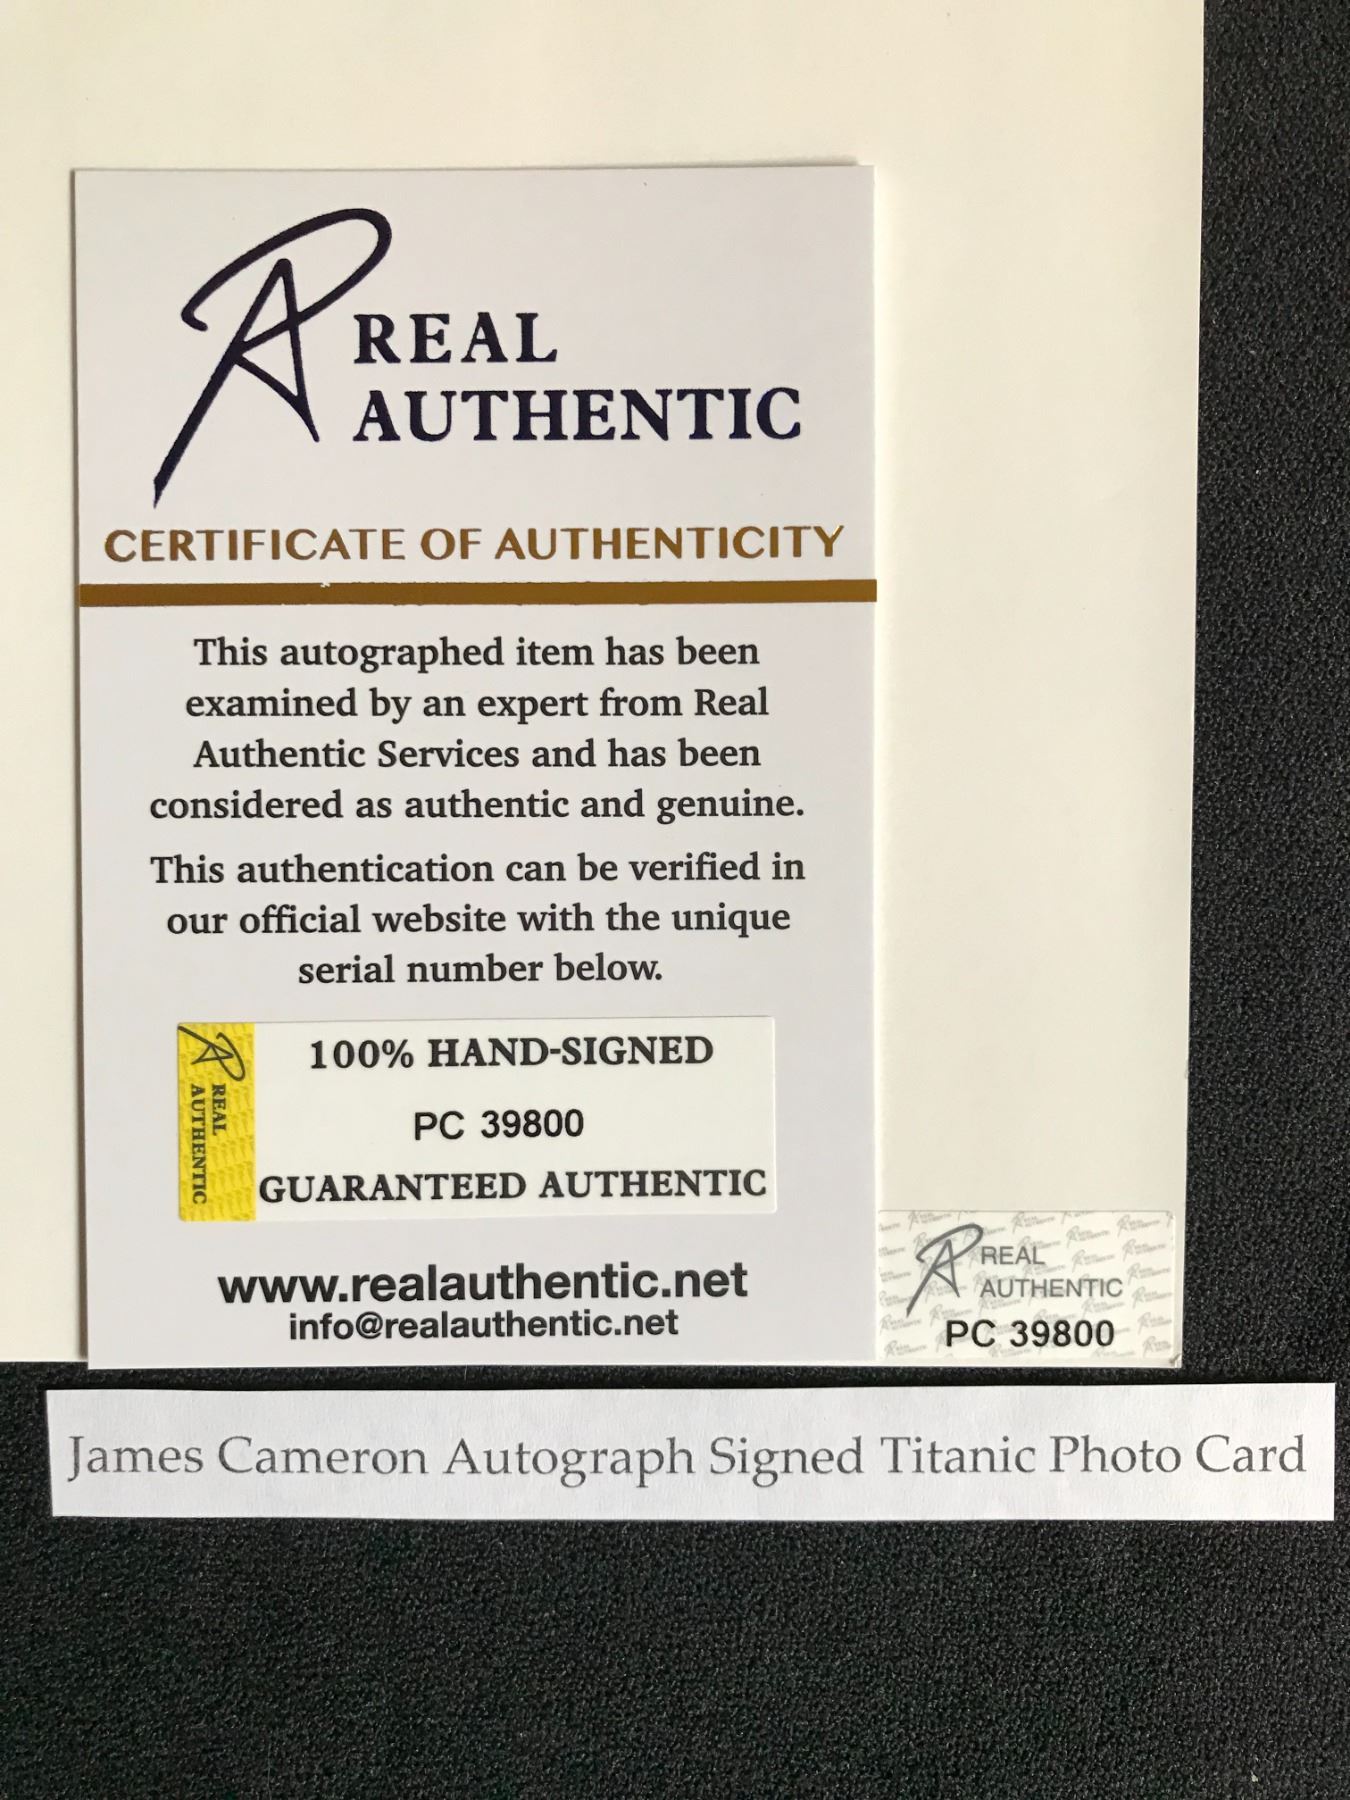 REAL
AUTHENTIC
CERTIFICATE OF AUTHENTICITY
This autographed item has been
examined by an expert from Real
Authentic Services and has been
considered as authentic and genuine.
This authentication can be verified in
our official website with the unique
serial number below.
REAL
AUTHENTIC
100% HAND-SIGNED
PC 39800
GUARANTEED AUTHENTIC
www.realauthentic.net
info@realauthentic.net
REAL
AUTHENTIC
PC 39800
James Cameron Autograph Signed Titanic Photo Card